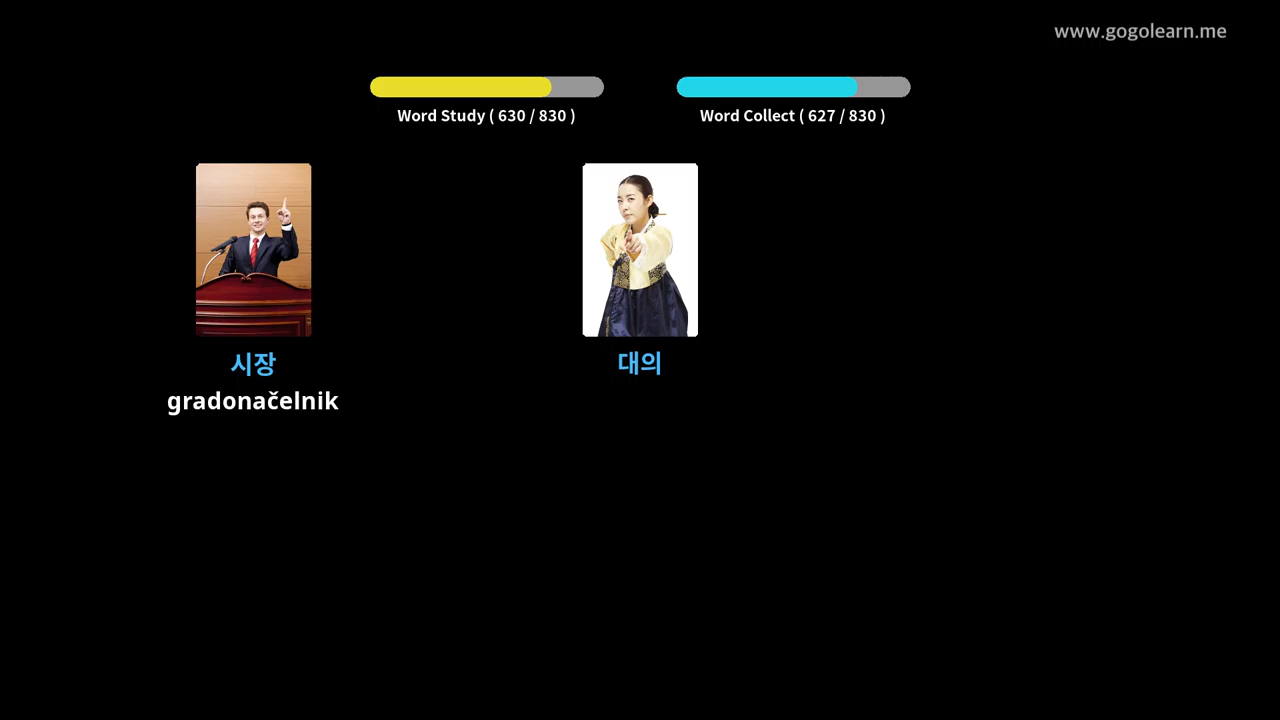 www.gogolearn.me
Word Study ( 630 / 830 )
Word Collect ( 627 / 830 )
시장
대의
gradonačelnik